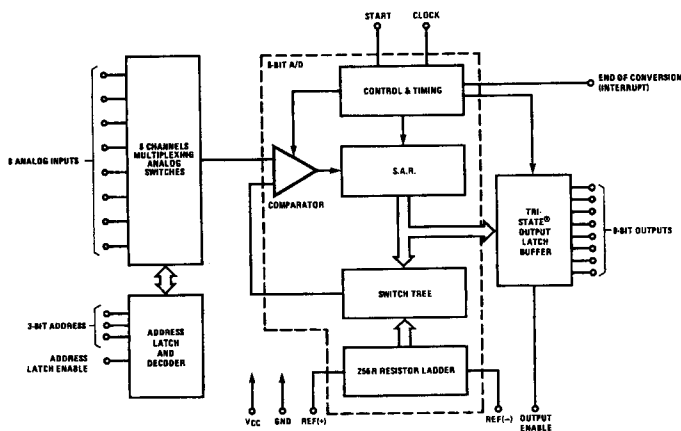 START
CLOCK
8-BIT A/D
CONTROL & TIMING
END OF CONVERSION
(INTERRUPT)
8 ANALOG INPUTS
8 CHANNELS
MULTIPLEXING
ANALOG
SWITCHES
COMPARATOR
S.A.R.
TRI-
STATE®
OUTPUT
LATCH
BUFFER
8-BIT OUTPUTS
SWITCH TREE
3-BIT ADDRESS
ADDRESS
LATCH
AND
DECODER
ADDRESS
LATCH ENABLE
256R RESISTOR LADDER
VCC
GND
REF(+)
REF(−)
OUTPUT
ENABLE